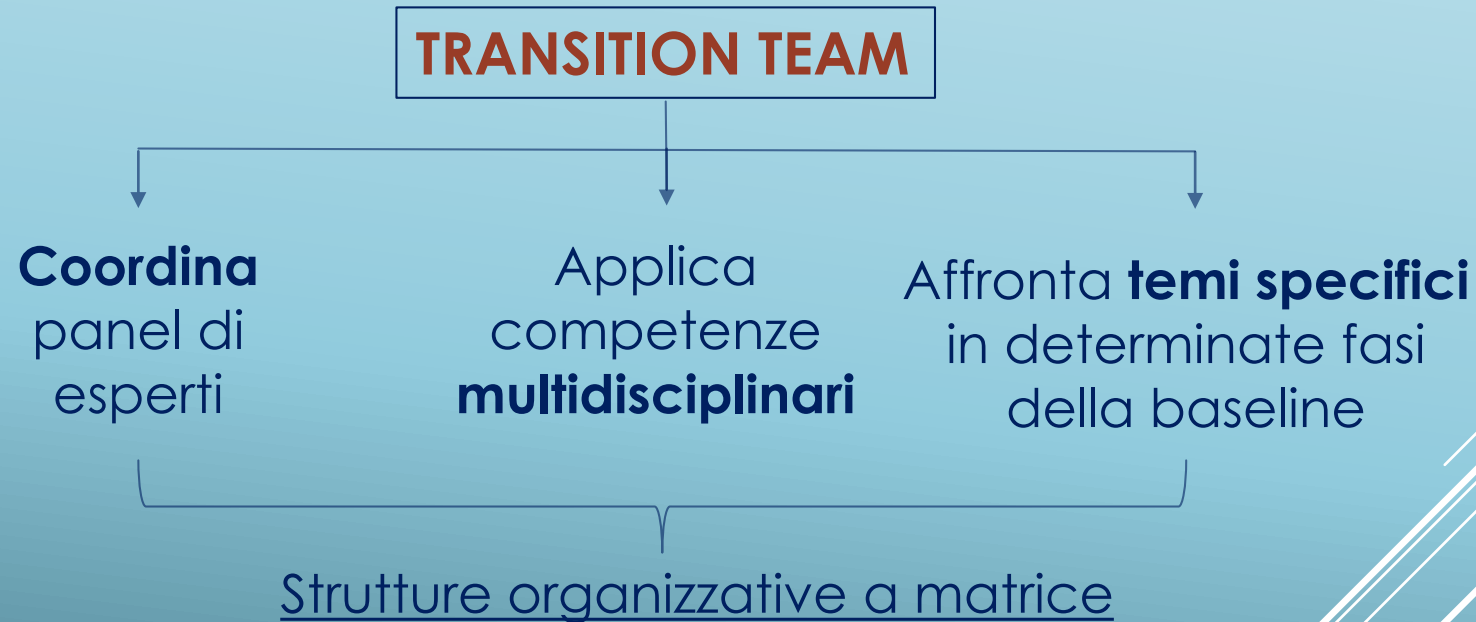 TRANSITION TEAM
Coordina
panel di
esperti
Applica
competenze
multidisciplinari
Affronta temi specifici
in determinate fasi
della baseline
Strutture organizzative a matrice